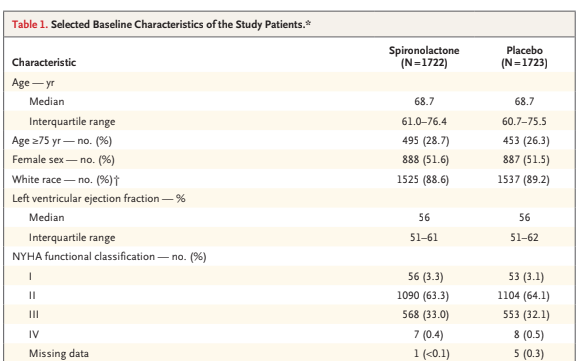 Table 1. Selected Baseline Characteristics of the Study Patients.*
Characteristic Spironolactone (N=1722) Placebo (N=1723)
Age — yr
Median 68.7 68.7
Interquartile range 61.0–76.4 60.7–75.5
Age ≥75 yr — no. (%) 495 (28.7) 453 (26.3)
Female sex — no. (%) 888 (51.6) 887 (51.5)
White race — no. (%)† 1525 (88.6) 1537 (89.2)
Left ventricular ejection fraction — %
Median 56 56
Interquartile range 51–61 51–62
NYHA functional classification — no. (%)
I 56 (3.3) 53 (3.1)
II 1090 (63.3) 1104 (64.1)
III 568 (33.0) 553 (32.1)
IV 7 (0.4) 8 (0.5)
Missing data 1 (<0.1) 5 (0.3)